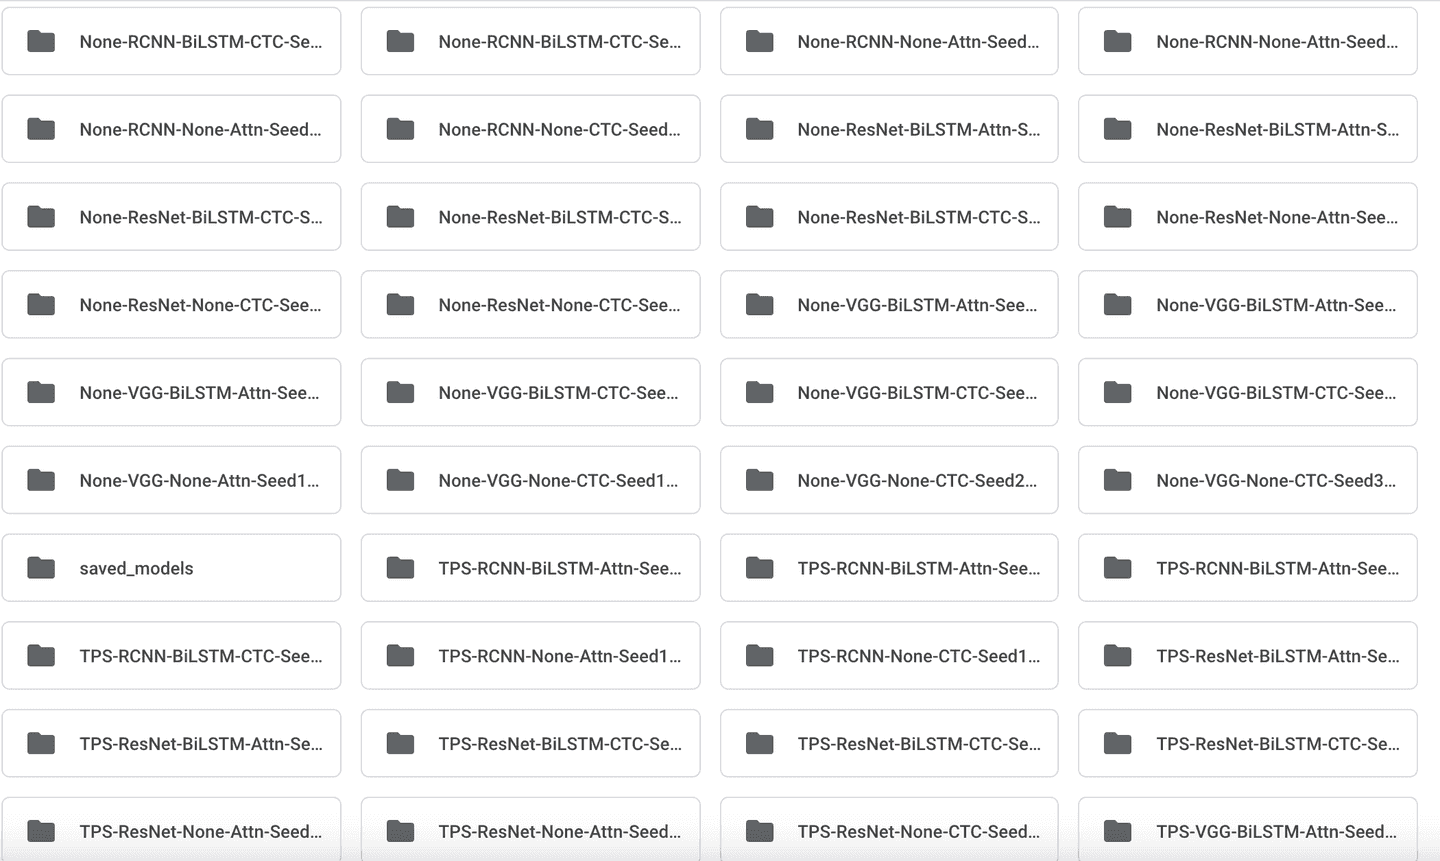 None-RCNN-BiLSTM-CTC-Se...
None-RCNN-BiLSTM-CTC-Se...
None-RCNN-None-Attn-Seed...
None-RCNN-None-Attn-Seed...
None-RCNN-None-Attn-Seed...
None-RCNN-None-CTC-Seed...
None-ResNet-BiLSTM-Attn-S...
None-ResNet-BiLSTM-Attn-S...
None-ResNet-BiLSTM-CTC-S...
None-ResNet-BiLSTM-CTC-S...
None-ResNet-BiLSTM-CTC-S...
None-ResNet-None-Attn-See...
None-ResNet-None-CTC-See...
None-ResNet-None-CTC-See...
None-VGG-BiLSTM-Attn-See...
None-VGG-BiLSTM-Attn-See...
None-VGG-BiLSTM-Attn-See...
None-VGG-BiLSTM-CTC-See...
None-VGG-BiLSTM-CTC-See...
None-VGG-BiLSTM-CTC-See...
None-VGG-None-Attn-Seed1...
None-VGG-None-CTC-Seed1...
None-VGG-None-CTC-Seed2...
None-VGG-None-CTC-Seed3...
saved_models
TPS-RCNN-BiLSTM-Attn-See...
TPS-RCNN-BiLSTM-Attn-See...
TPS-RCNN-BiLSTM-Attn-See...
TPS-RCNN-BiLSTM-CTC-See...
TPS-RCNN-None-Attn-Seed1...
TPS-RCNN-None-CTC-Seed1...
TPS-ResNet-BiLSTM-Attn-Se...
TPS-ResNet-BiLSTM-Attn-Se...
TPS-ResNet-BiLSTM-CTC-Se...
TPS-ResNet-BiLSTM-CTC-Se...
TPS-ResNet-BiLSTM-CTC-Se...
TPS-ResNet-None-Attn-Seed...
TPS-ResNet-None-Attn-Seed...
TPS-ResNet-None-CTC-Seed...
TPS-VGG-BiLSTM-Attn-Seed...